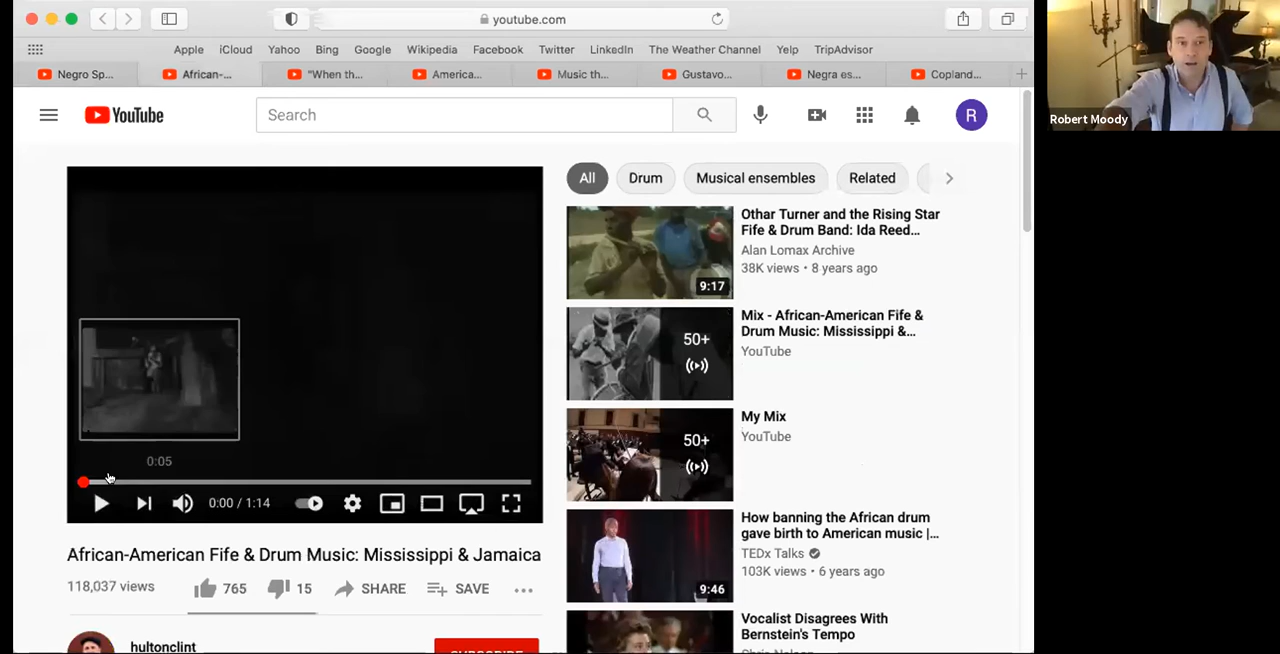 youtube.com
Apple iCloud Yahoo Bing Google Wikipedia Facebook Twitter LinkedIn The Weather Channel Yelp TripAdvisor
Negro Sp... African-... "When th... America... Music th... Gustavo... Negra es... Copland...
YouTube
Search
R
All Drum Musical ensembles Related
Othar Turner and the Rising Star
Fife & Drum Band: Ida Reed...
Alan Lomax Archive
38K views • 8 years ago
9:17
Mix - African-American Fife &
Drum Music: Mississippi &...
YouTube
50+
My Mix
YouTube
50+
How banning the African drum
gave birth to American music |...
TEDx Talks
103K views • 6 years ago
9:46
Vocalist Disagrees With
Bernstein's Tempo
0:05
0:00 / 1:14
African-American Fife & Drum Music: Mississippi & Jamaica
118,037 views
765 15 SHARE SAVE
hultonclint
SUBSCRIBE
Robert Moody